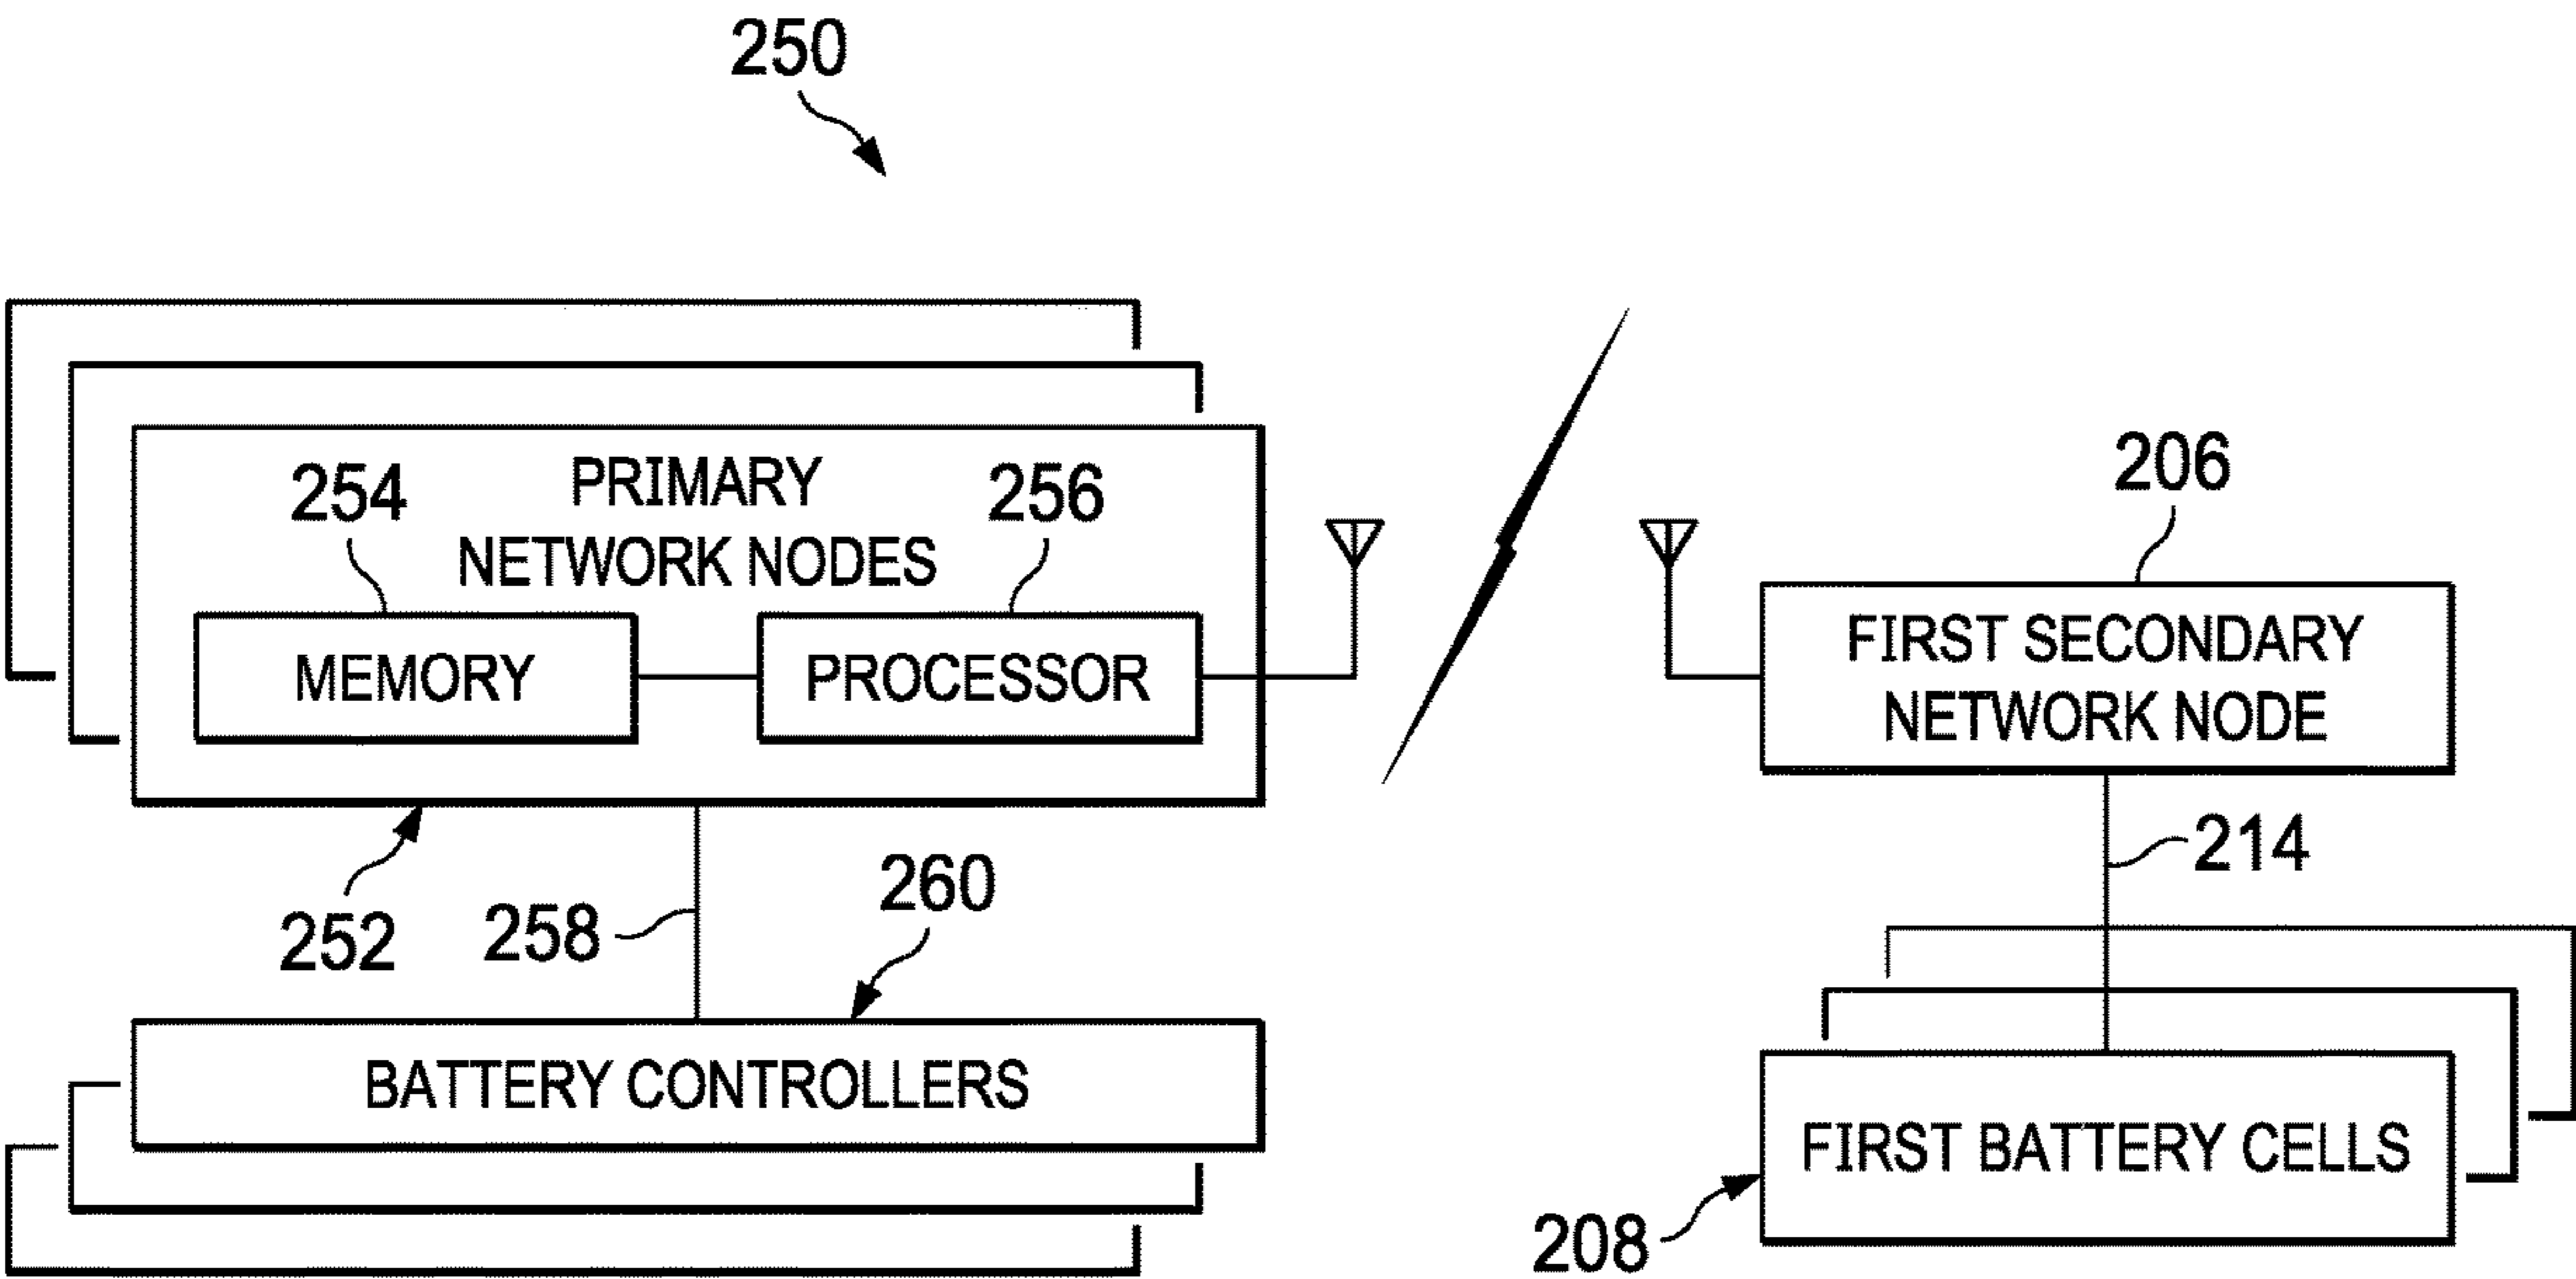 250
PRIMARY
NETWORK NODES
254
256
MEMORY
PROCESSOR
206
FIRST SECONDARY
NETWORK NODE
252
258
260
214
BATTERY CONTROLLERS
FIRST BATTERY CELLS
208